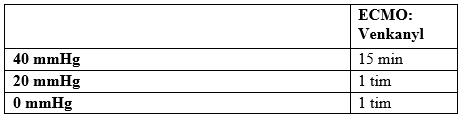 ECMO:
Venkanyl
40 mmHg 15 min
20 mmHg 1 tim
0 mmHg 1 tim